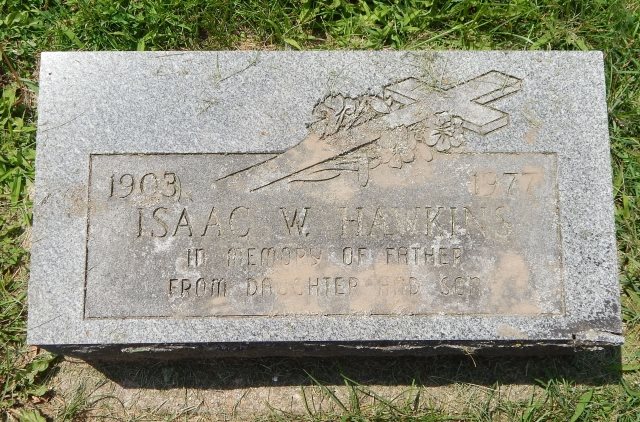 1903 1977
ISAAC W. HAWKINS
IN MEMORY OF FATHER
FROM DAUGHTER AND SON